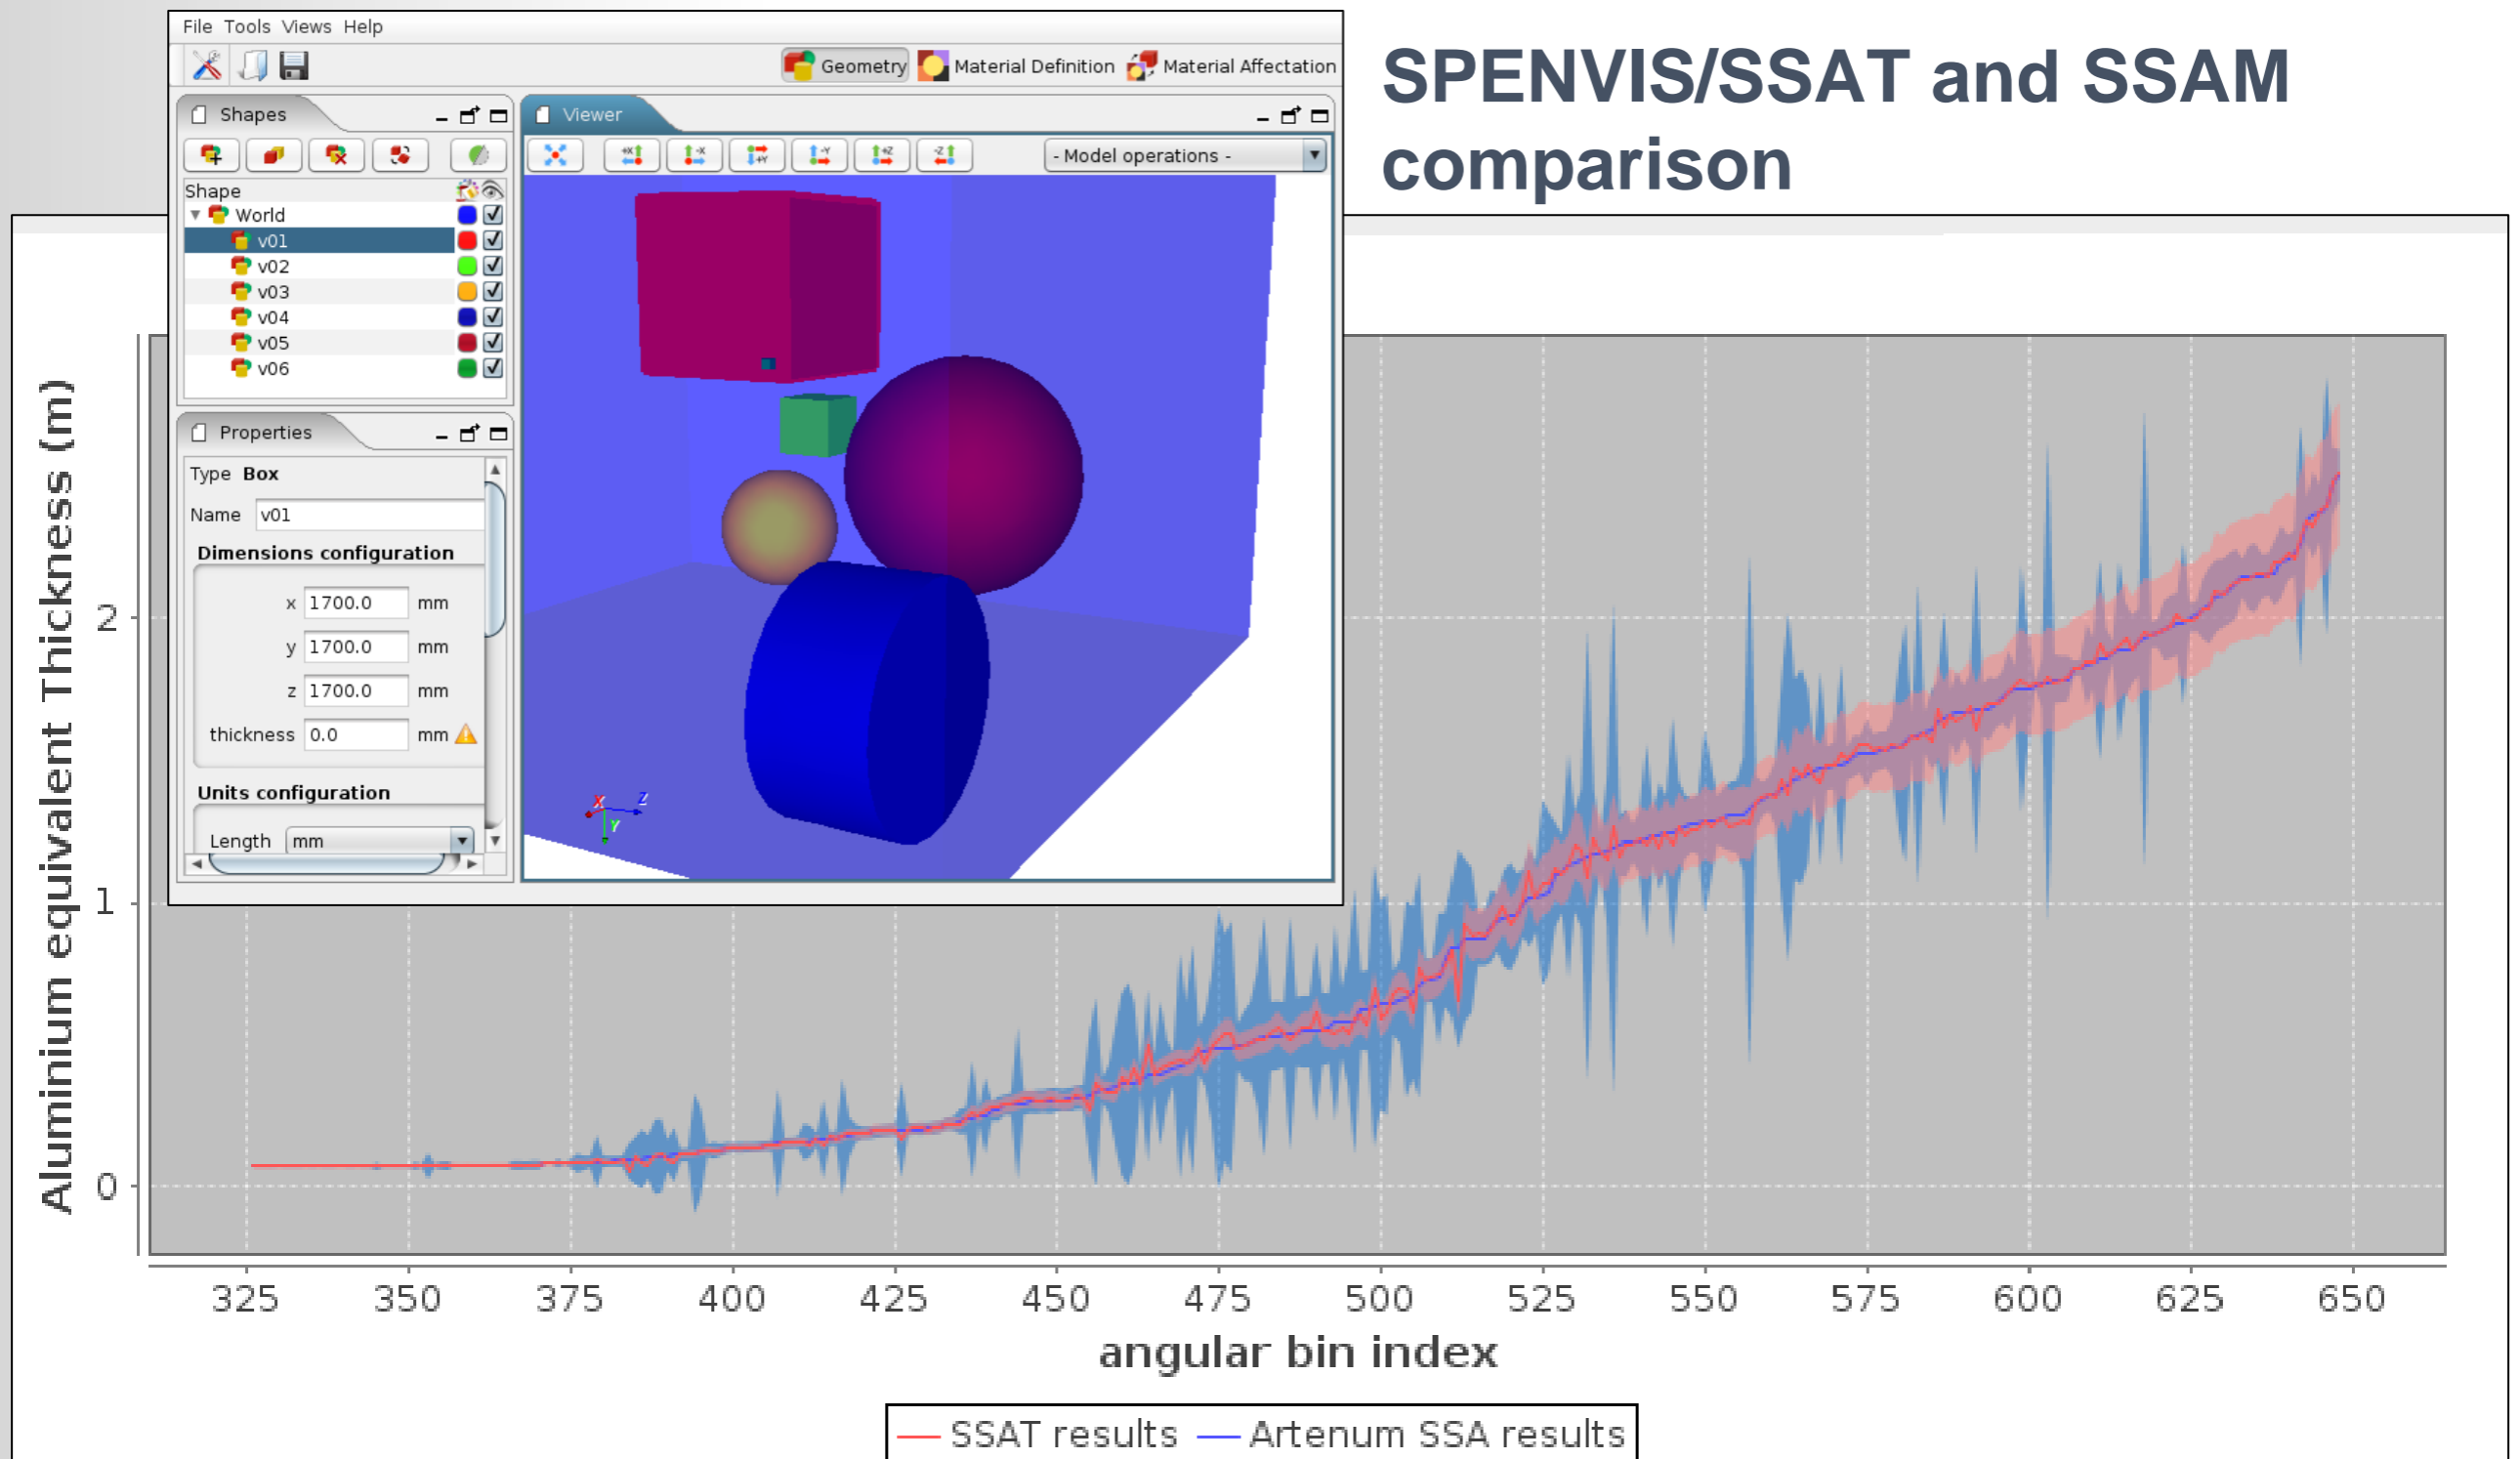 SPENVIS/SSAT and SSAM
comparison
File Tools Views Help
Geometry Material Definition Material Affectation
Shapes
Shape
World
v01
v02
v03
v04
v05
v06
Properties
Type Box
Name v01
Dimensions configuration
x 1700.0 mm
y 1700.0 mm
z 1700.0 mm
thickness 0.0 mm
Units configuration
Length mm
Viewer
+X -X +Y -Y +Z -Z - Model operations -
X Z
Y
Aluminium equivalent Thickness (m)
2
1
0
325 350 375 400 425 450 475 500 525 550 575 600 625 650
angular bin index
SSAT results Artenum SSA results